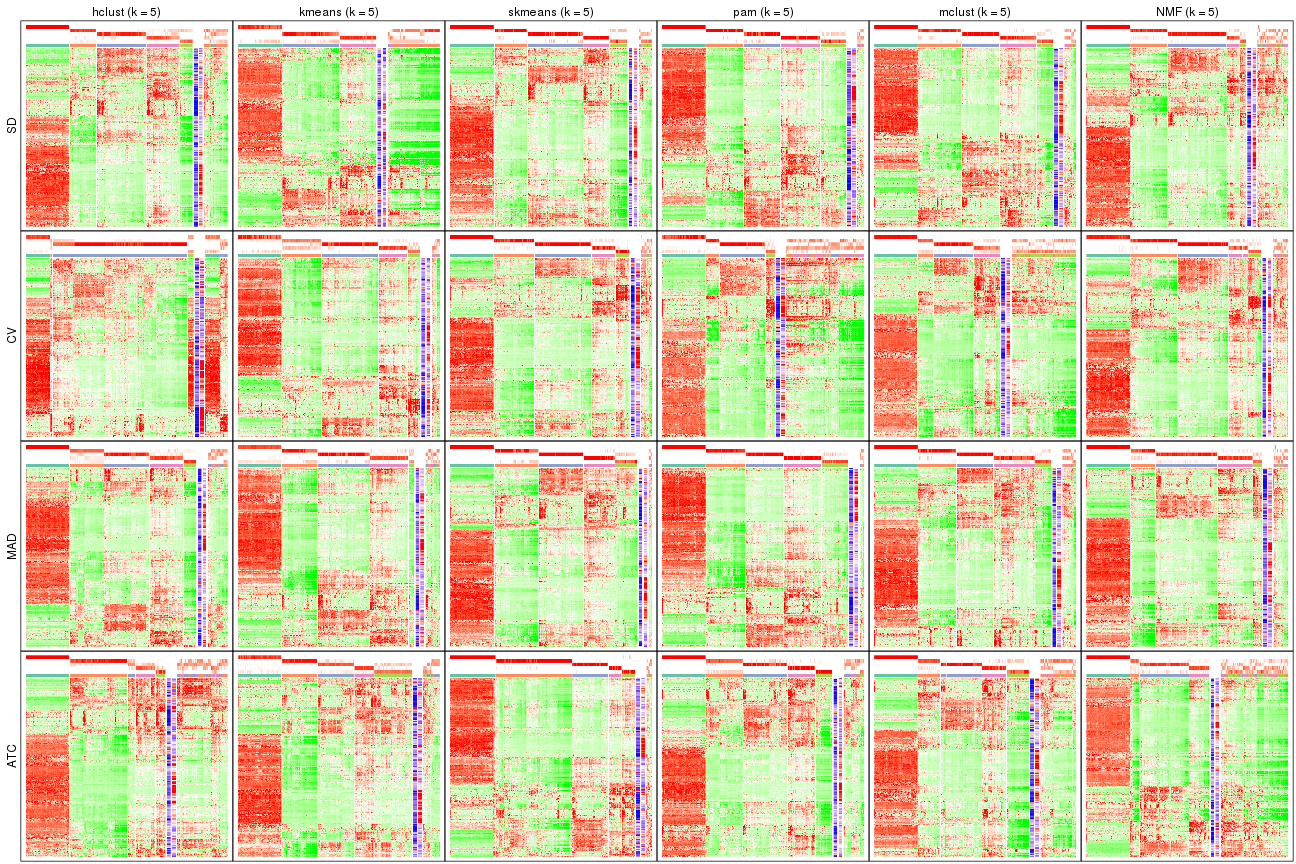 hclust (k = 5)
kmeans (k = 5)
skmeans (k = 5)
pam (k = 5)
mclust (k = 5)
NMF (k = 5)
SD
CV
MAD
ATC